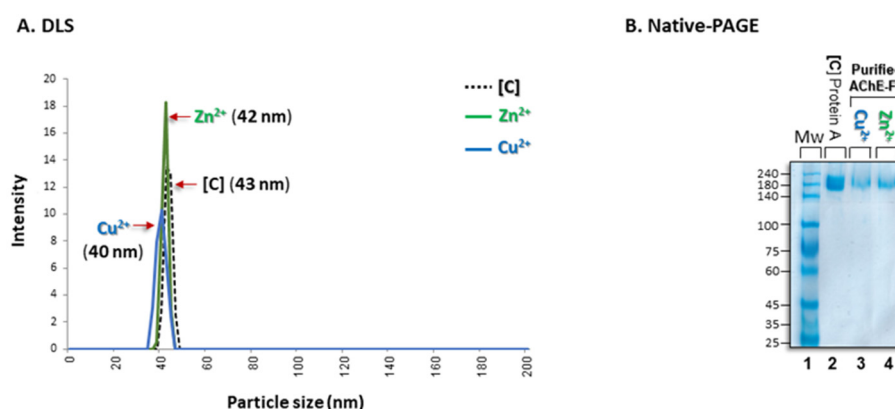 A. DLS
B. Native-PAGE
20
18
16
14
12
10
8
6
4
2
0
Intensity
0
20
40
60
80
100
120
140
160
180
200
Particle size (nm)
Zn²⁺ (42 nm)
[C] (43 nm)
Cu²⁺
(40 nm)
[C]
Zn²⁺
Cu²⁺
Mw
[C] Protein A
Purifie
AChE-F
Cu²⁺
Zn²⁺
240
180
140
100
75
60
45
35
25
1 2 3 4